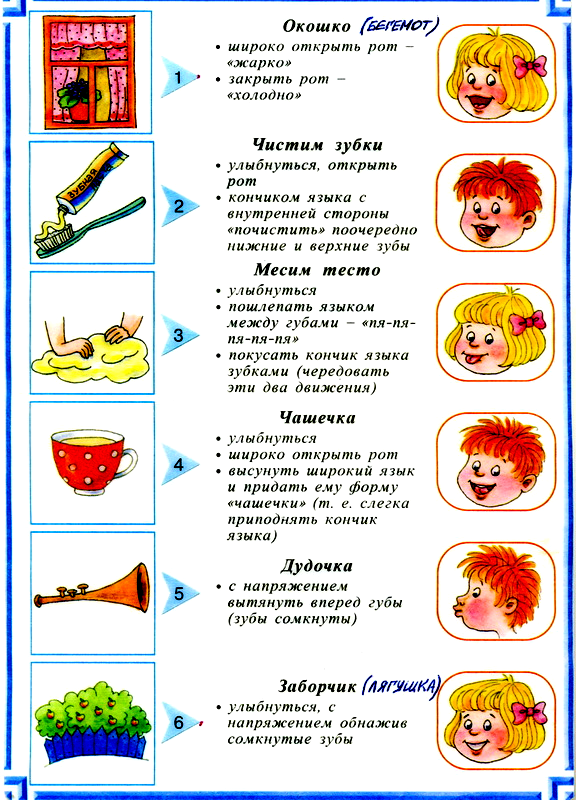 Окошко (БЕГЕМОТ)
• широко открыть рот –
«жарко»
• закрыть рот –
«холодно»
1
Чистим зубки
• улыбнуться, открыть
рот
• кончиком языка с
внутренней стороны
«почистить» поочередно
нижние и верхние зубы
ЗУБНАЯ
2
Месим тесто
• улыбнуться
• пошлепать языком
между губами – «пя-пя-
пя-пя-пя»
• покусать кончик языка
зубками (чередовать
эти два движения)
3
Чашечка
• улыбнуться
• широко открыть рот
• высунуть широкий язык
и придать ему форму
«чашечки» (т. е. слегка
приподнять кончик
языка)
4
Дудочка
• с напряжением
вытянуть вперед губы
(зубы сомкнуты)
5
Заборчик (ЛЯГУШКА)
• улыбнуться, с
напряжением обнажив
сомкнутые зубы
6